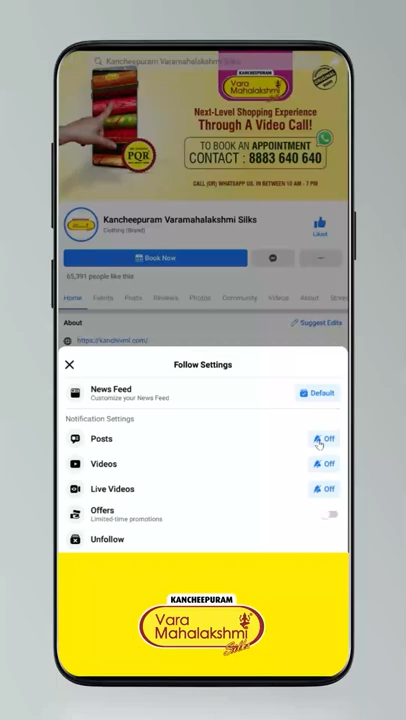 Kancheepuram Varamahalakshmi Silks
KANCHEEPURAM
Vara
Mahalakshmi
Next-Level Shopping Experience
Through A Video Call!
TO BOOK AN APPOINTMENT
CONTACT : 8883 640 640
PQR
CALL (OR) WHATSAPP US, IN BETWEEN 10 AM - 7 PM
Kancheepuram Varamahalakshmi Silks
Clothing (Brand)
Liked
Book Now
65,391 people like this
Home Events Posts Reviews Photos Community Videos About
About
Suggest Edits
https://kanchivml.com/
Follow Settings
News Feed
Customize your News Feed
Default
Notification Settings
Posts
Off
Videos
Off
Live Videos
Off
Offers
Limited-time promotions
Unfollow
KANCHEEPURAM
Vara
Mahalakshmi
Silks